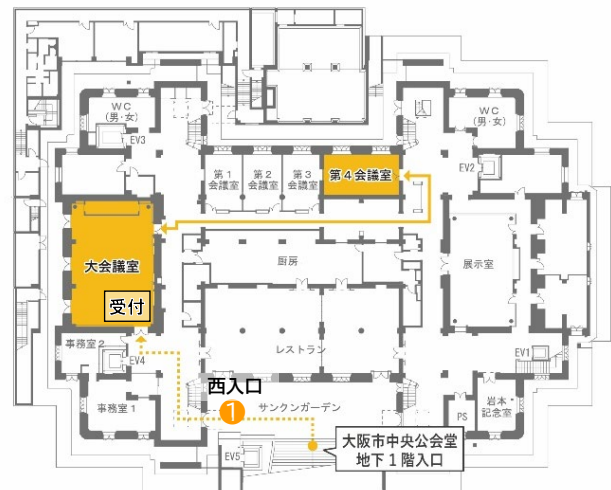 WC
(男・女)
EV3
WC
(男・女)
EV2
第1
会議室
第2
会議室
第3
会議室
第4会議室
大会議室
受付
厨房
展示室
事務室2
EV4
レストラン
EV1
西入口
1
サンクンガーデン
事務室1
PS
岩本
記念室
EV5
大阪市中央公会堂
地下1階入口